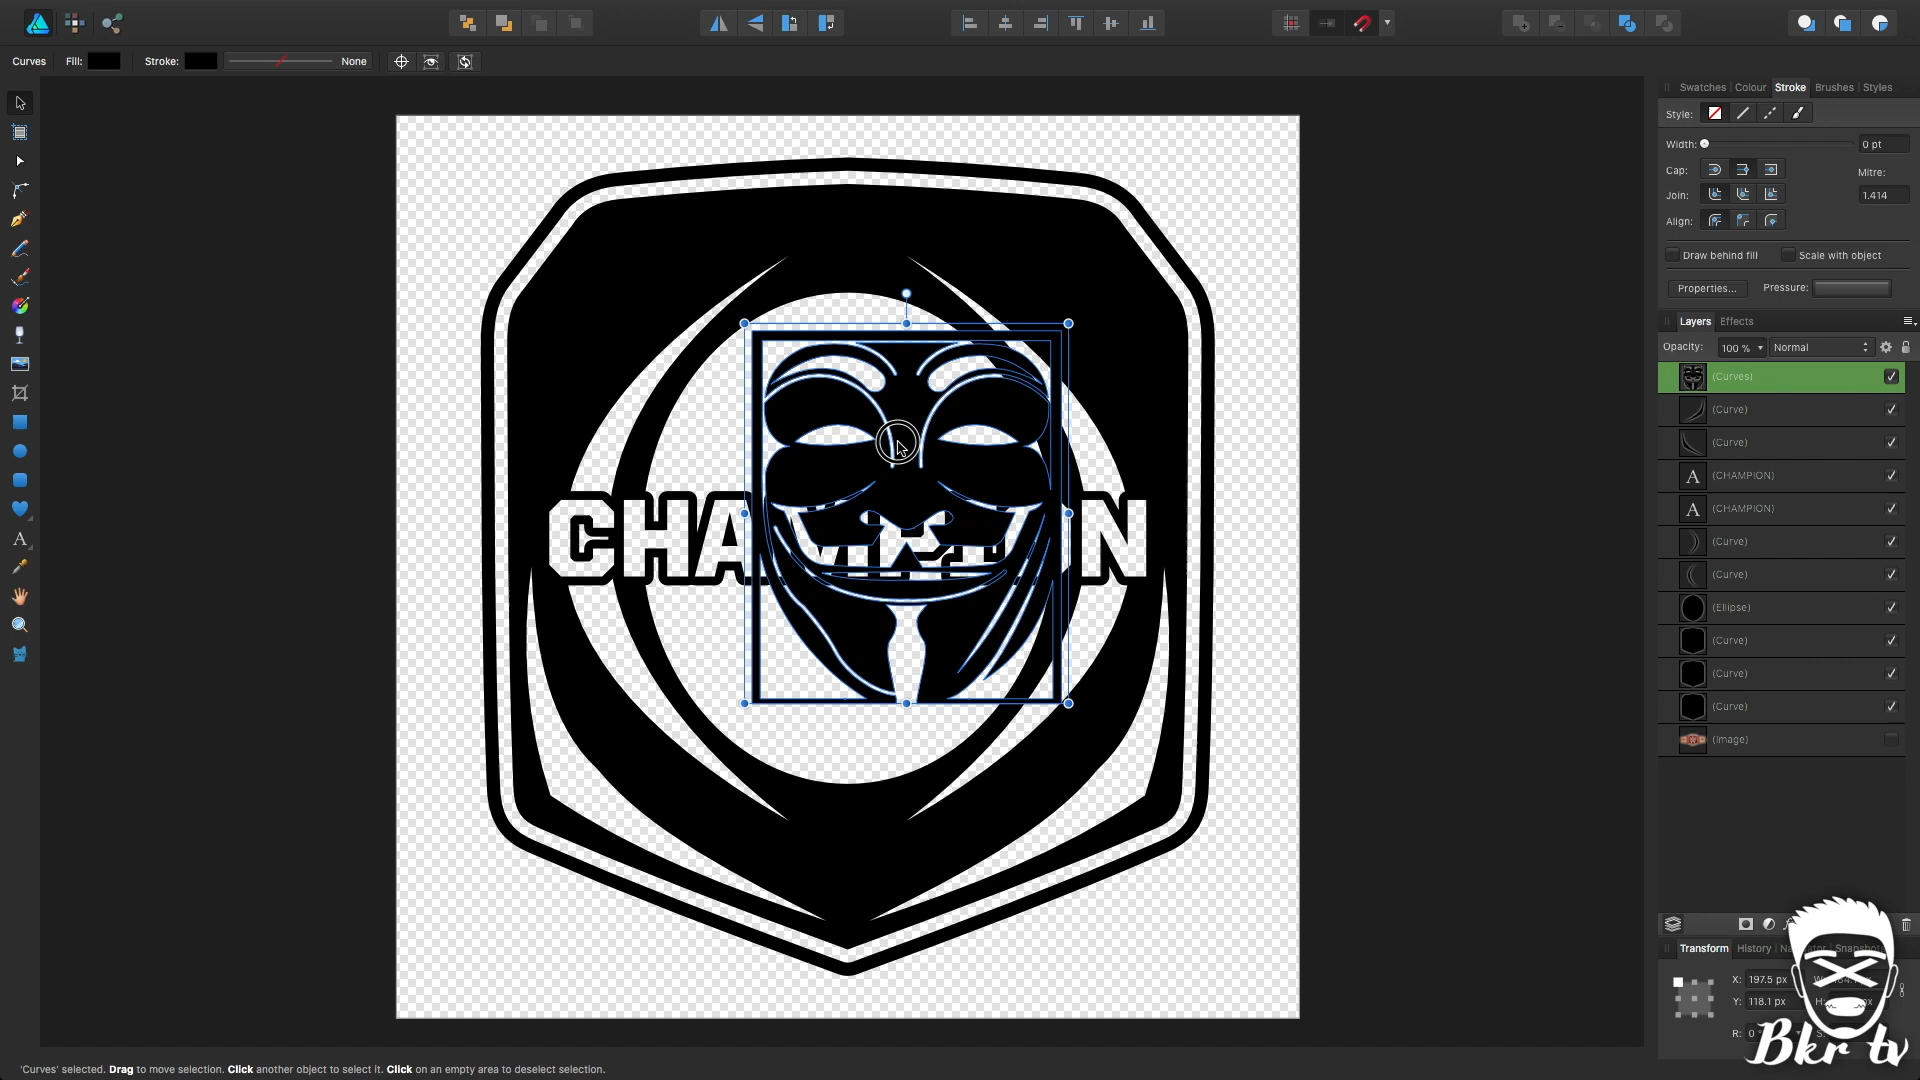 Curves Fill: Stroke: None
Swatches Colour Stroke Brushes Styles
Style:
Width: 0 pt
Cap: Mitre:
Join: 1.414
Align:
Draw behind fill Scale with object
Properties... Pressure:
Layers Effects
Opacity: 100 % Normal
(Curves)
(Curve)
(Curve)
A (CHAMPION)
A (CHAMPION)
(Curve)
(Curve)
(Ellipse)
(Curve)
(Curve)
(Curve)
(Image)
CHA N
Transform History
X: 197.5 px
Y: 118.1 px
R: 0
Bkr tv
'Curves' selected. Drag to move selection. Click another object to select it. Click on an empty area to deselect selection.